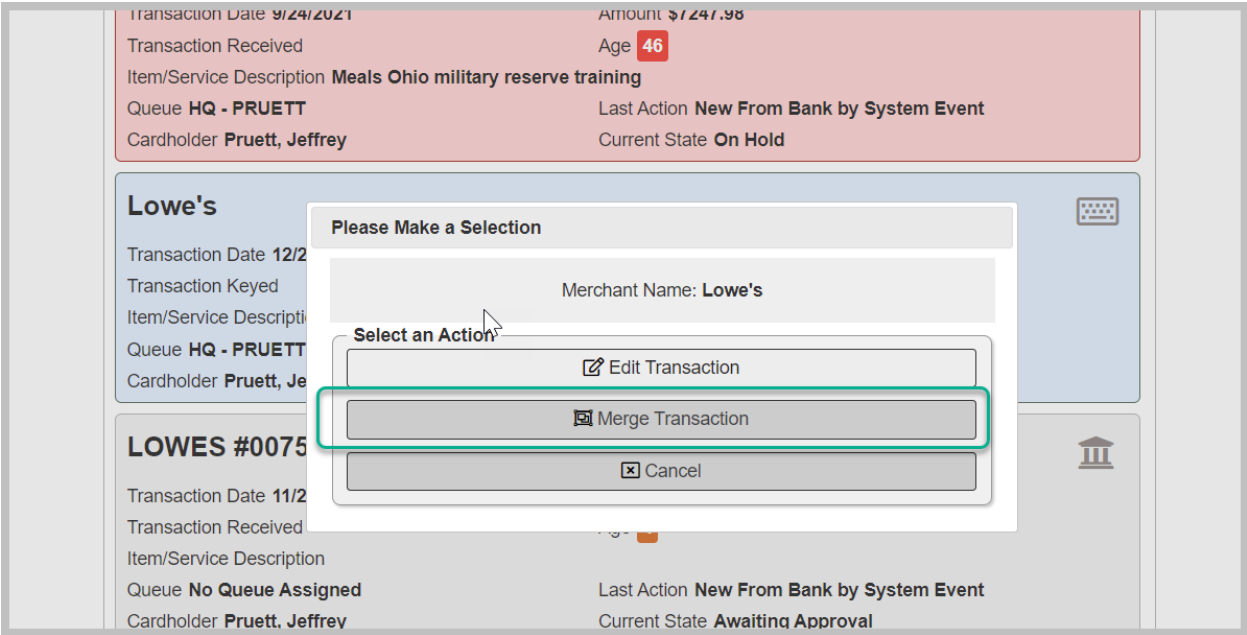 Transaction Date 9/24/2021 Amount $7247.98
Transaction Received Age 46
Item/Service Description Meals Ohio military reserve training
Queue HQ - PRUETT Last Action New From Bank by System Event
Cardholder Pruett, Jeffrey Current State On Hold
Lowe's
Please Make a Selection
Transaction Date 12/2
Transaction Keyed
Merchant Name: Lowe's
Item/Service Descripti
Select an Action
Queue HQ - PRUETT
Edit Transaction
Cardholder Pruett, Je
Merge Transaction
LOWES #0075
Cancel
Transaction Date 11/2
Transaction Received Age
Item/Service Description
Queue No Queue Assigned Last Action New From Bank by System Event
Cardholder Pruett, Jeffrey Current State Awaiting Approval